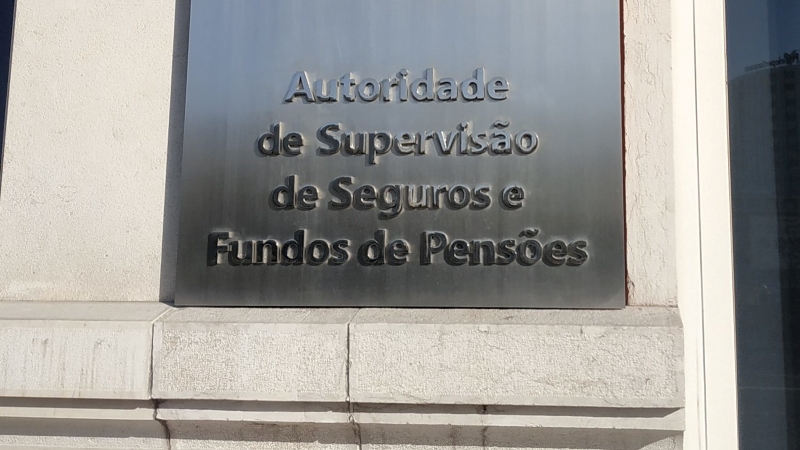 Autoridade
de Supervisão
de Seguros e
Fundos de Pensões